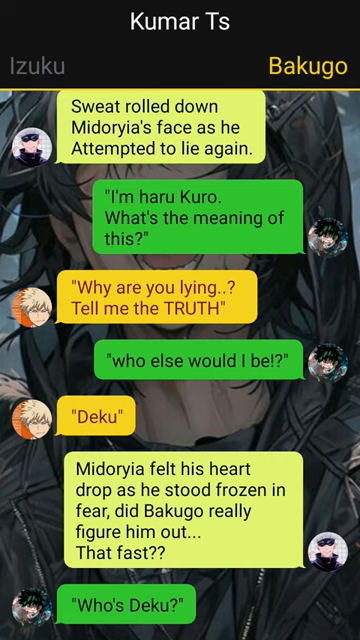 Kumar Ts
Izuku
Bakugo
Sweat rolled down
Midoryia's face as he
Attempted to lie again.
"I'm haru Kuro.
What's the meaning of
this?"
"Why are you lying..?
Tell me the TRUTH"
"who else would I be!?"
"Deku"
Midoryia felt his heart
drop as he stood frozen in
fear, did Bakugo really
figure him out...
That fast??
"Who's Deku?"